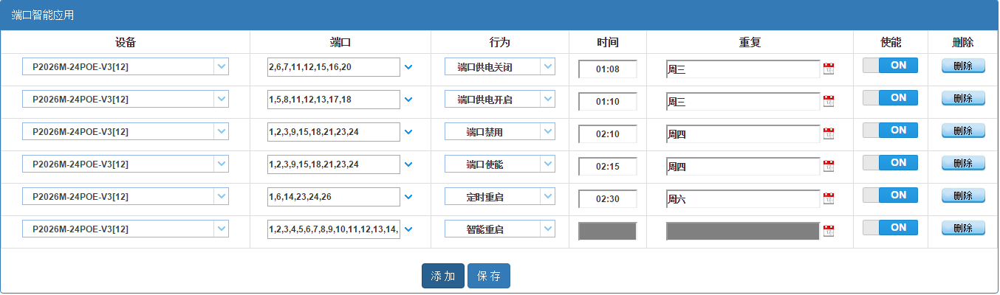 端口智能应用
设备 端口 行为 时间 重复 使能 删除
P2026M-24POE-V3[12] 2,6,7,11,12,15,16,20 端口供电关闭 01:08 周三 ON 删除
P2026M-24POE-V3[12] 1,5,8,11,12,13,17,18 端口供电开启 01:10 周三 ON 删除
P2026M-24POE-V3[12] 1,2,3,9,15,18,21,23,24 端口禁用 02:10 周四 ON 删除
P2026M-24POE-V3[12] 1,2,3,9,15,18,21,23,24 端口使能 02:15 周四 ON 删除
P2026M-24POE-V3[12] 1,6,14,23,24,26 定时重启 02:30 周六 ON 删除
P2026M-24POE-V3[12] 1,2,3,4,5,6,7,8,9,10,11,12,13,14, 智能重启 ON 删除
添 加 保 存